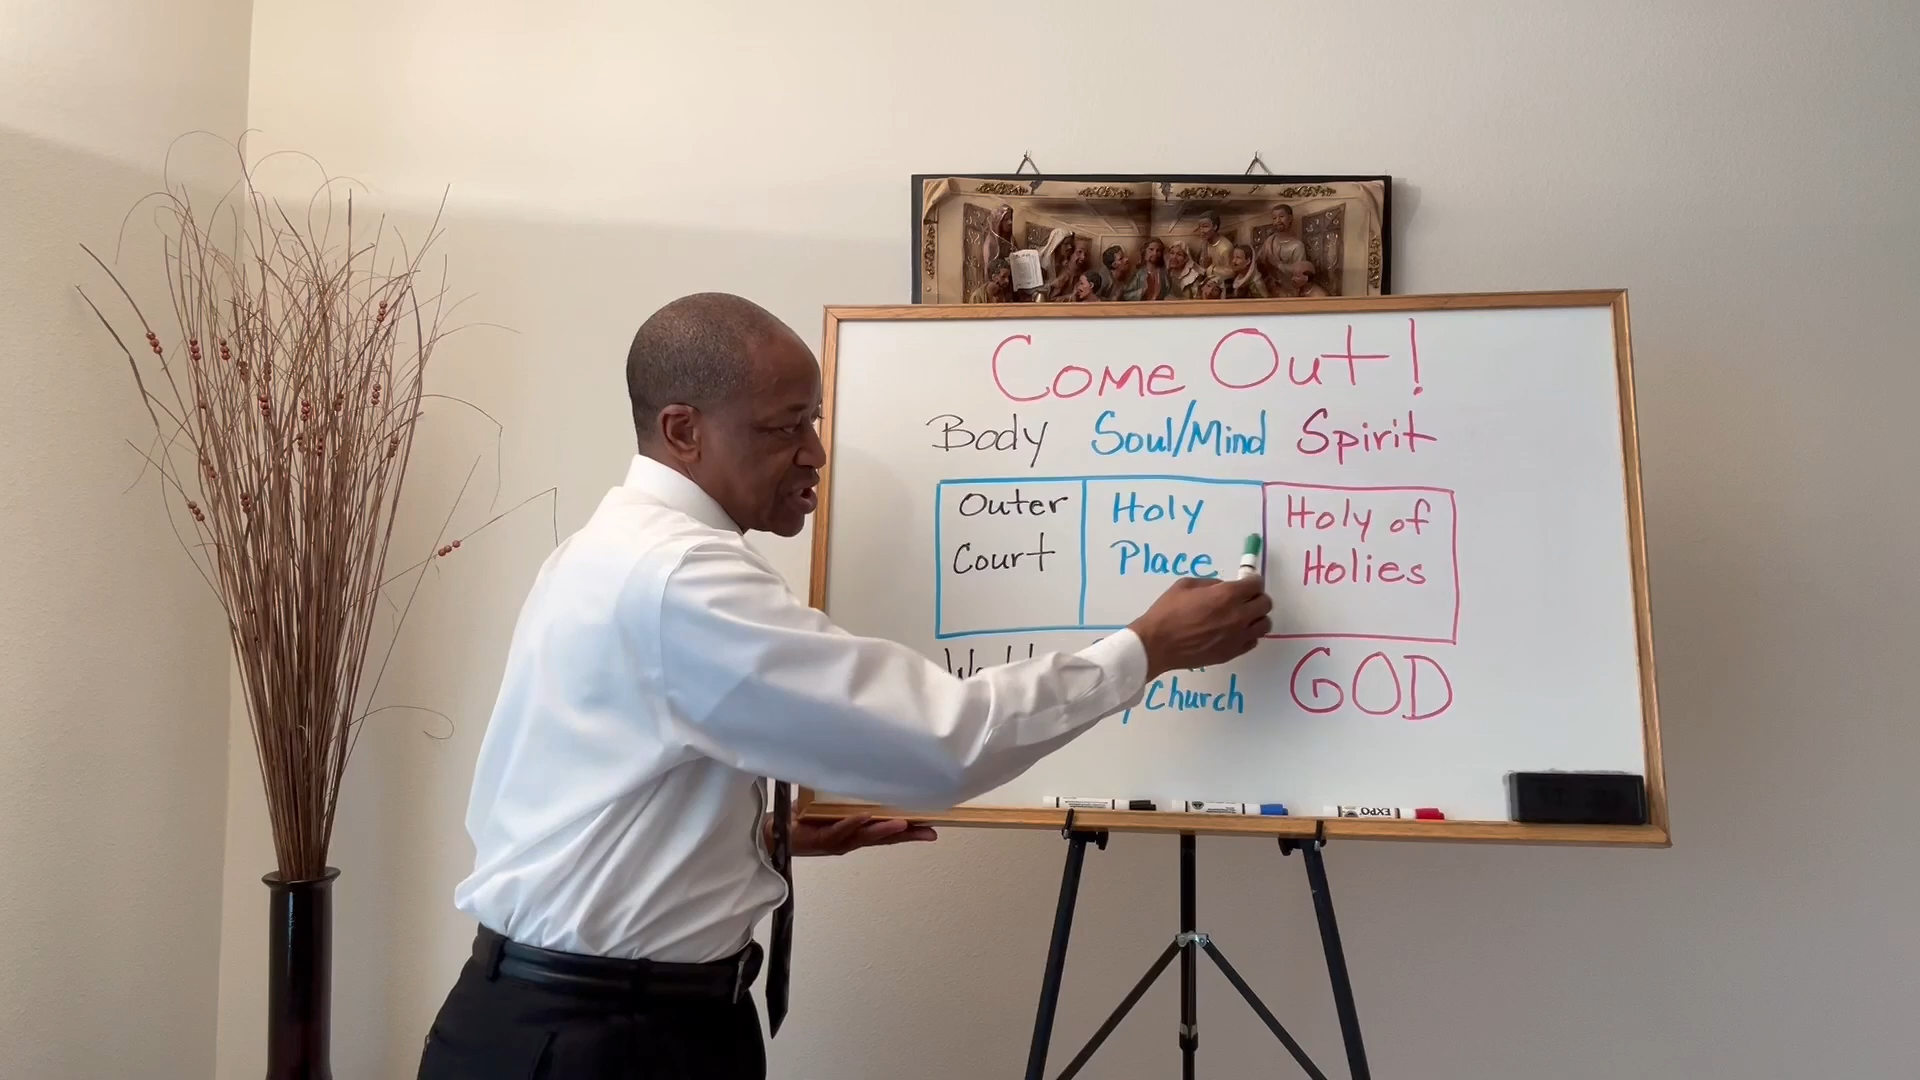 Come Out!
Body Soul/Mind Spirit
Outer Holy Holy of
Court Place Holies
Church GOD
EXPO